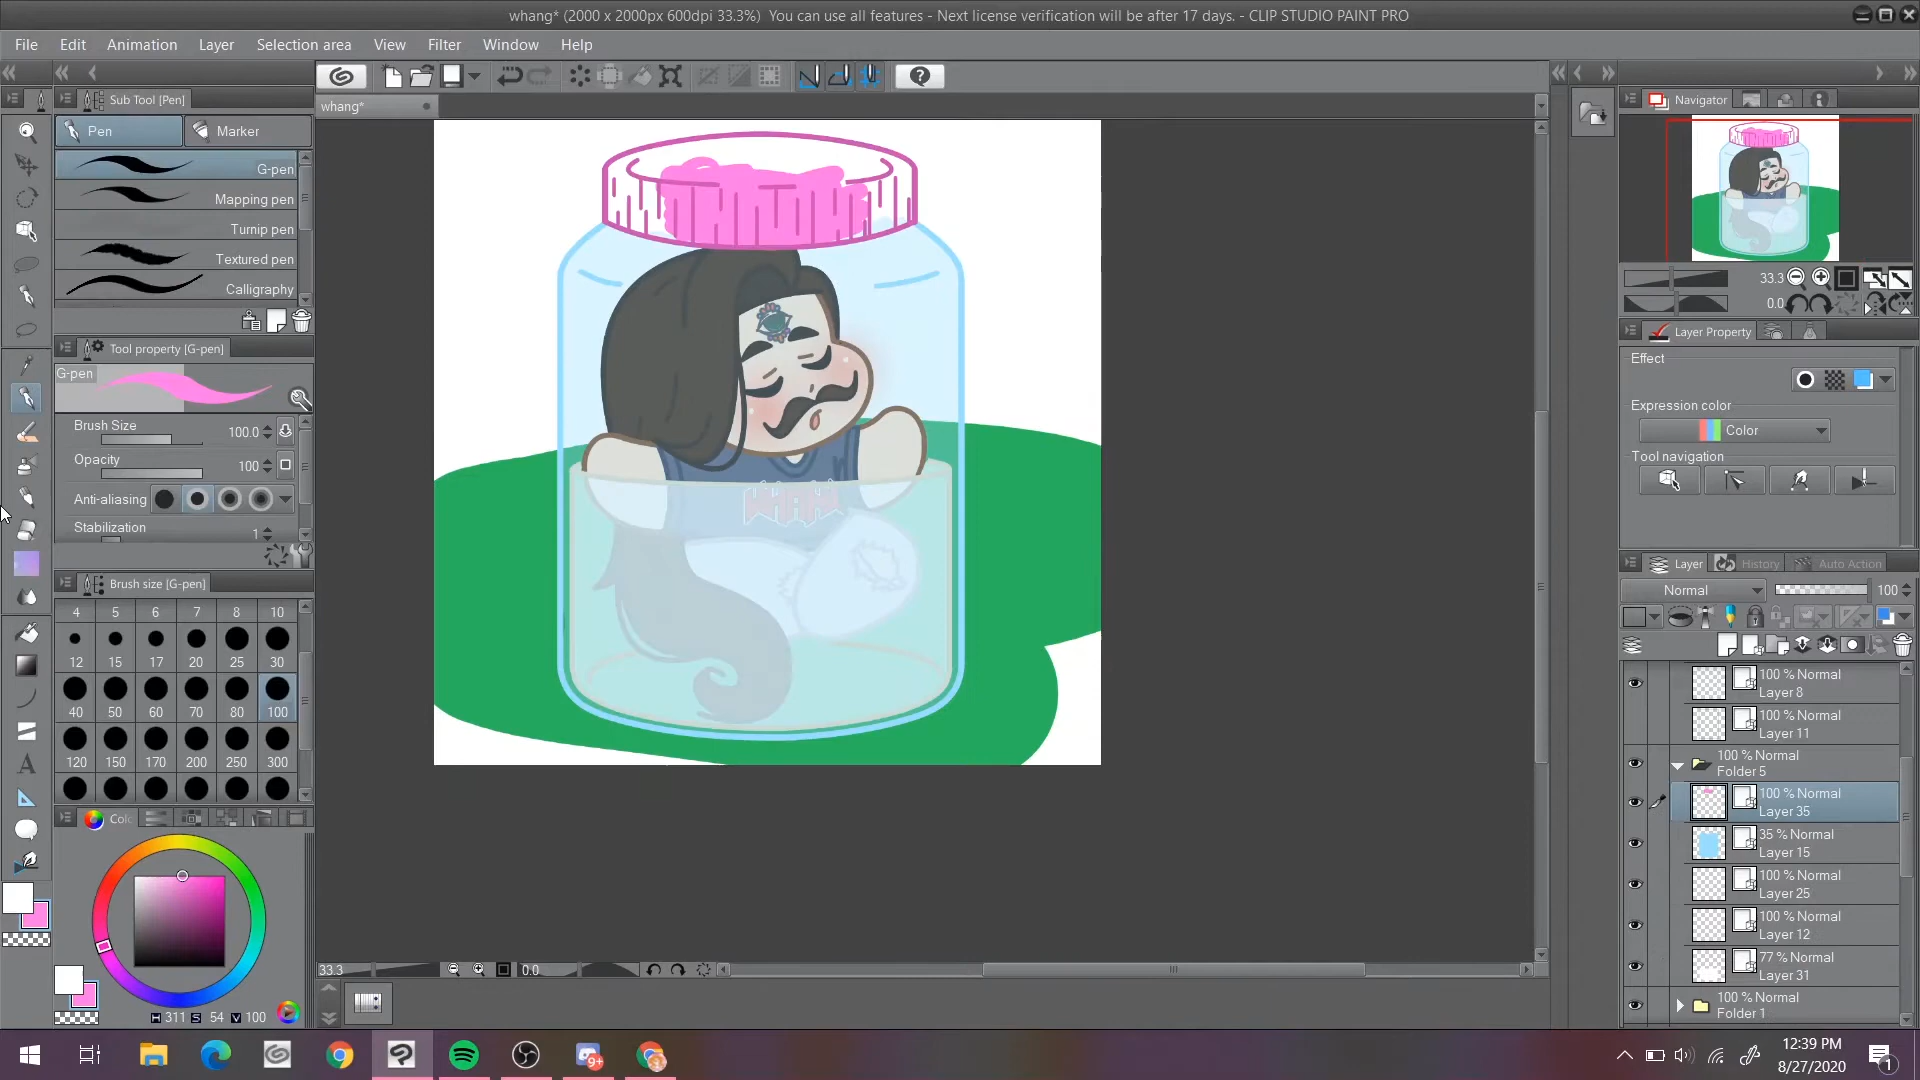 whang* (2000 x 2000px 600dpi 33.3%)  You can use all features - Next license verification will be after 17 days. - CLIP STUDIO PAINT PRO
File Edit Animation Layer Selection area View Filter Window Help
Sub Tool [Pen]
whang*
Navigator
Pen Marker
G-pen
Mapping pen
Turnip pen
Textured pen
Calligraphy
33.3
0.0
Tool property [G-pen]
G-pen
Brush Size 100.0
Opacity 100
Anti-aliasing
Stabilization 1
Layer Property
Effect
Expression color
Color
Tool navigation
WHANG
Brush size [G-pen]
4 5 6 7 8 10
12 15 17 20 25 30
40 50 60 70 80 100
120 150 170 200 250 300
Layer History Auto Action
Normal 100
100 % Normal
Layer 8
100 % Normal
Layer 11
100 % Normal
Folder 5
100 % Normal
Layer 35
35 % Normal
Layer 15
100 % Normal
Layer 25
100 % Normal
Layer 12
77 % Normal
Layer 31
100 % Normal
Folder 1
Colo
H 311 S 54 V 100
33.3 0.0
9+
12:39 PM
8/27/2020
1